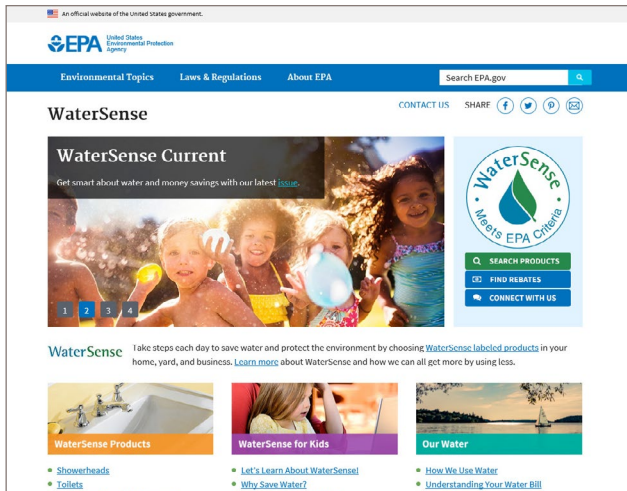 An official website of the United States government.
EPA
United States
Environmental Protection
Agency
Environmental Topics Laws & Regulations About EPA Search EPA.gov
CONTACT US SHARE
WaterSense
WaterSense Current
Get smart about water and money savings with our latest issue.
1 2 3 4
WaterSense
Meets EPA Criteria
SEARCH PRODUCTS
FIND REBATES
CONNECT WITH US
WaterSense
Take steps each day to save water and protect the environment by choosing WaterSense labeled products in your
home, yard, and business. Learn more about WaterSense and how we can all get more by using less.
WaterSense Products
Showerheads
Toilets
WaterSense for Kids
Let's Learn About WaterSense!
Why Save Water?
Our Water
How We Use Water
Understanding Your Water Bill